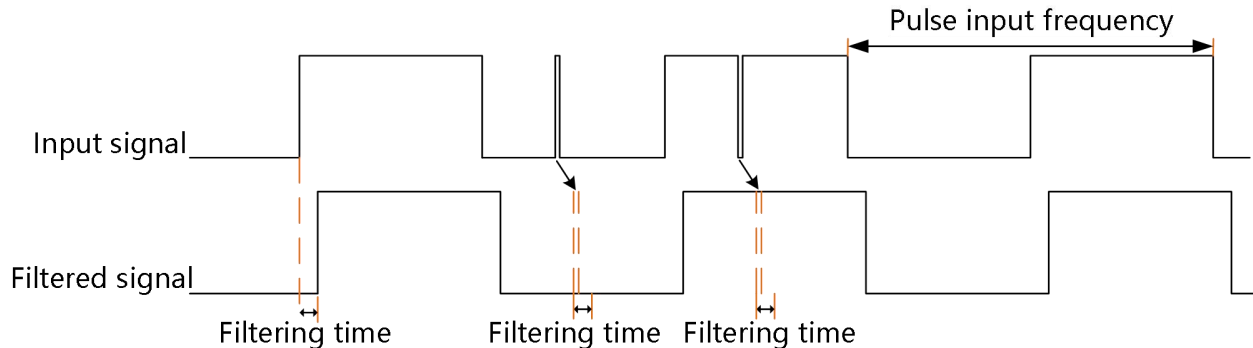 Pulse input frequency
Input signal
Filtered signal
Filtering time
Filtering time
Filtering time